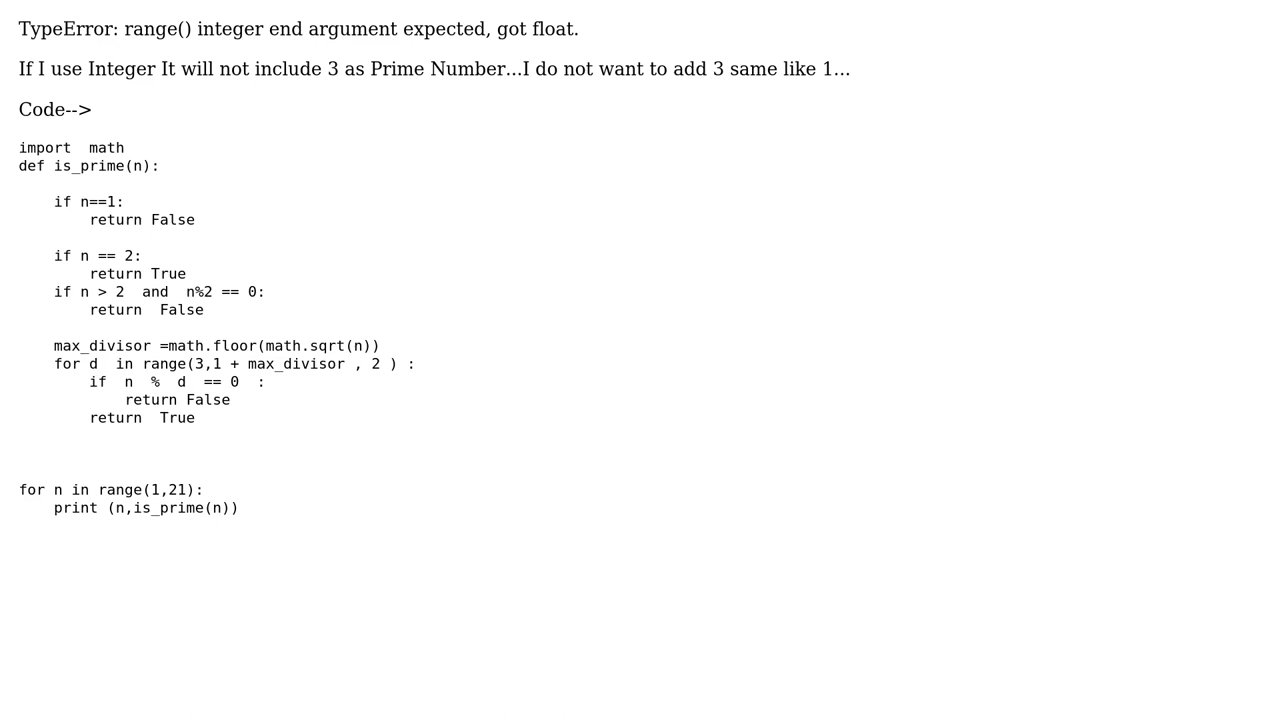 TypeError: range() integer end argument expected, got float.
If I use Integer It will not include 3 as Prime Number...I do not want to add 3 same like 1...
Code-->
import  math
def is_prime(n):
    if n==1:
        return False
    if n == 2:
        return True
    if n > 2  and  n%2 == 0:
        return  False
    max_divisor =math.floor(math.sqrt(n))
    for d  in range(3,1 + max_divisor , 2 ) :
        if  n  %  d  == 0  :
            return False
        return  True
for n in range(1,21):
    print (n,is_prime(n))